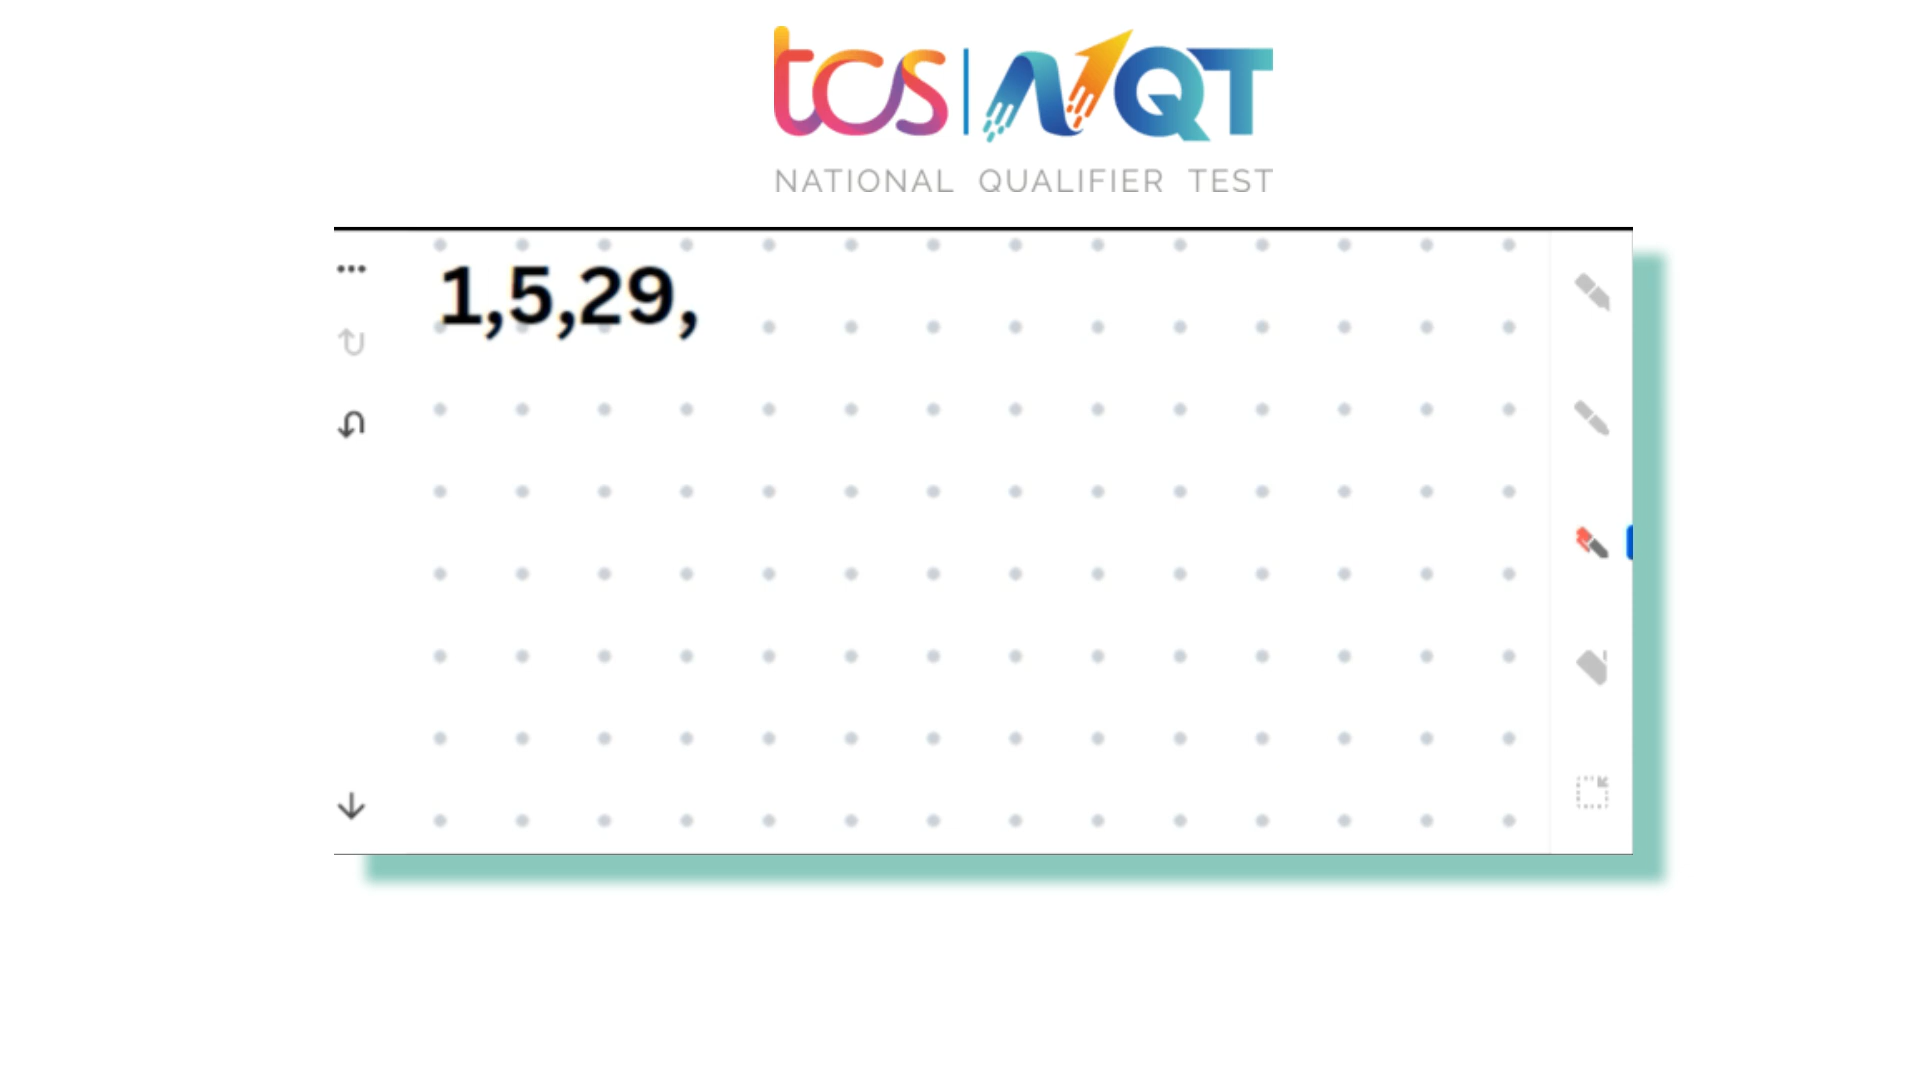 tcs | NQT
NATIONAL QUALIFIER TEST
1,5,29,